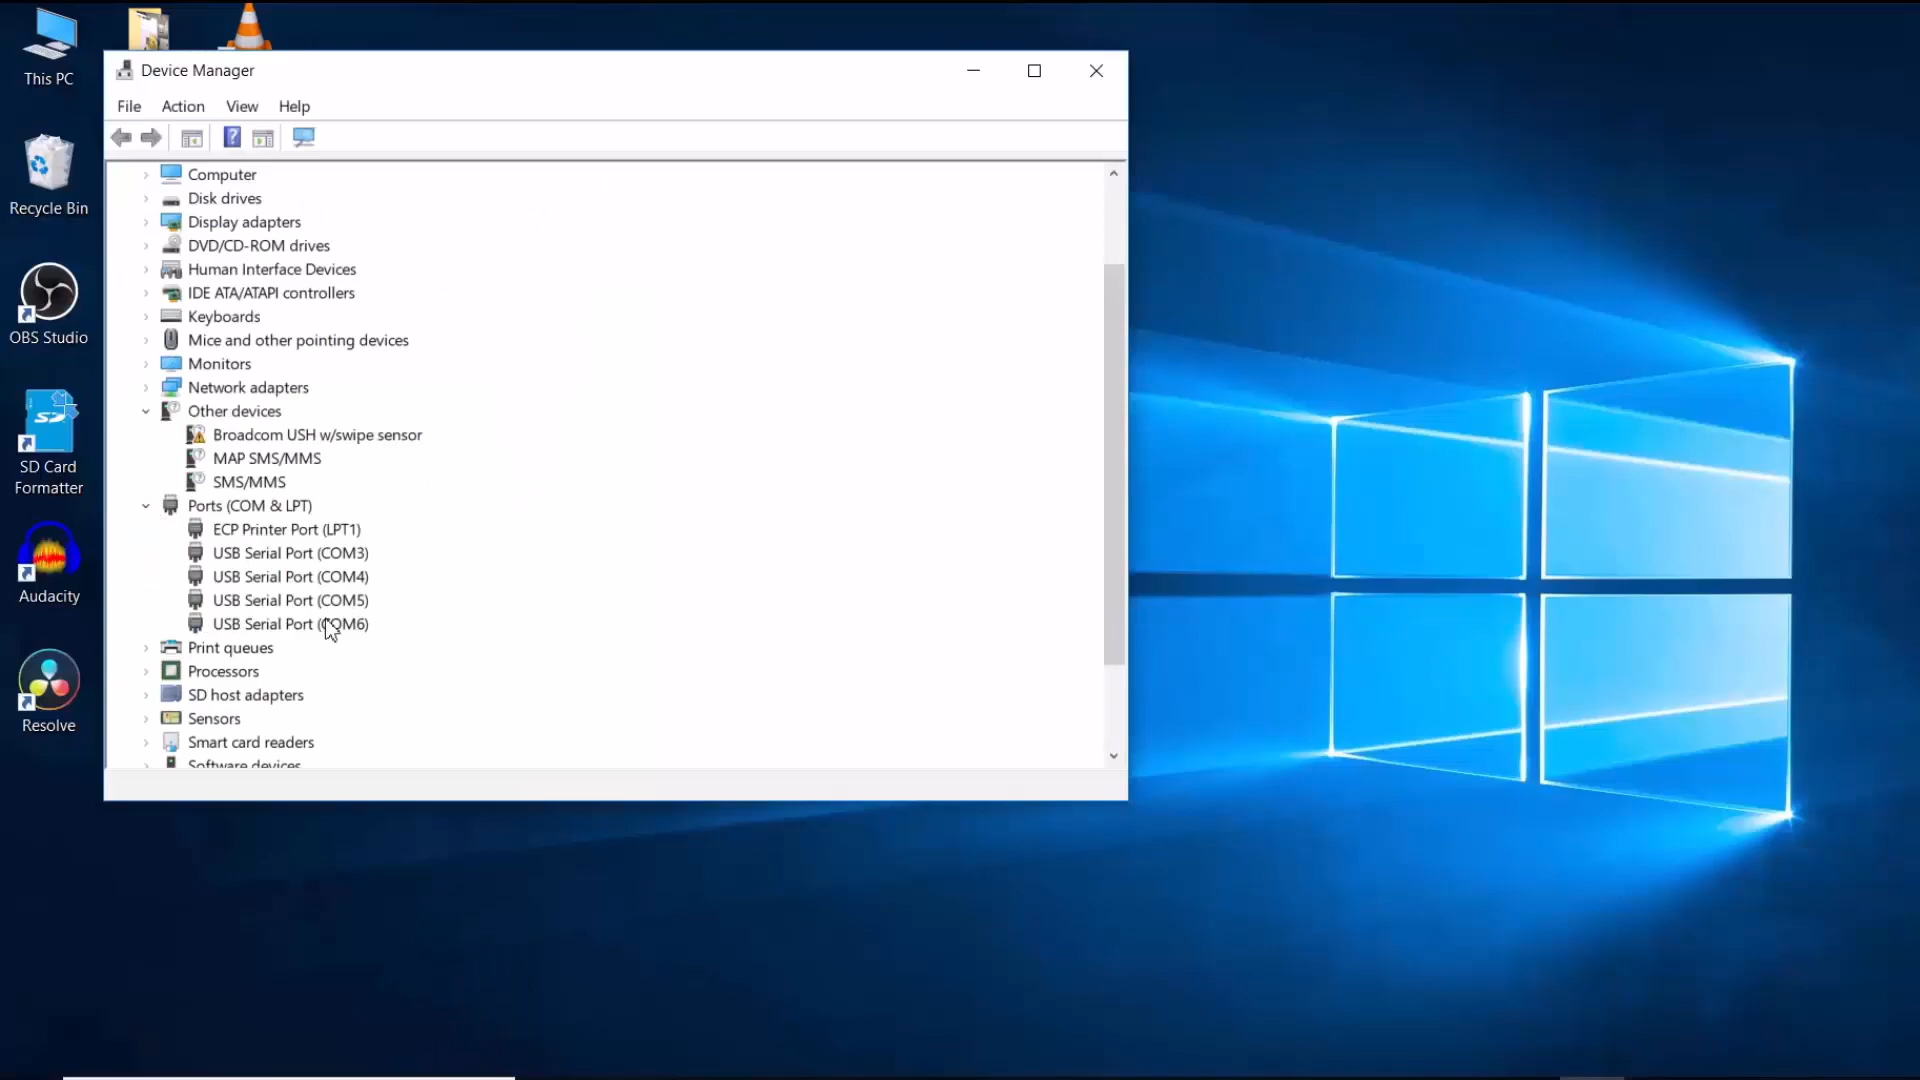 This PC
Recycle Bin
OBS Studio
SD Card
Formatter
Audacity
Resolve
Device Manager
File Action View Help
Computer
Disk drives
Display adapters
DVD/CD-ROM drives
Human Interface Devices
IDE ATA/ATAPI controllers
Keyboards
Mice and other pointing devices
Monitors
Network adapters
Other devices
Broadcom USH w/swipe sensor
MAP SMS/MMS
SMS/MMS
Ports (COM & LPT)
ECP Printer Port (LPT1)
USB Serial Port (COM3)
USB Serial Port (COM4)
USB Serial Port (COM5)
USB Serial Port (COM6)
Print queues
Processors
SD host adapters
Sensors
Smart card readers
Software devices